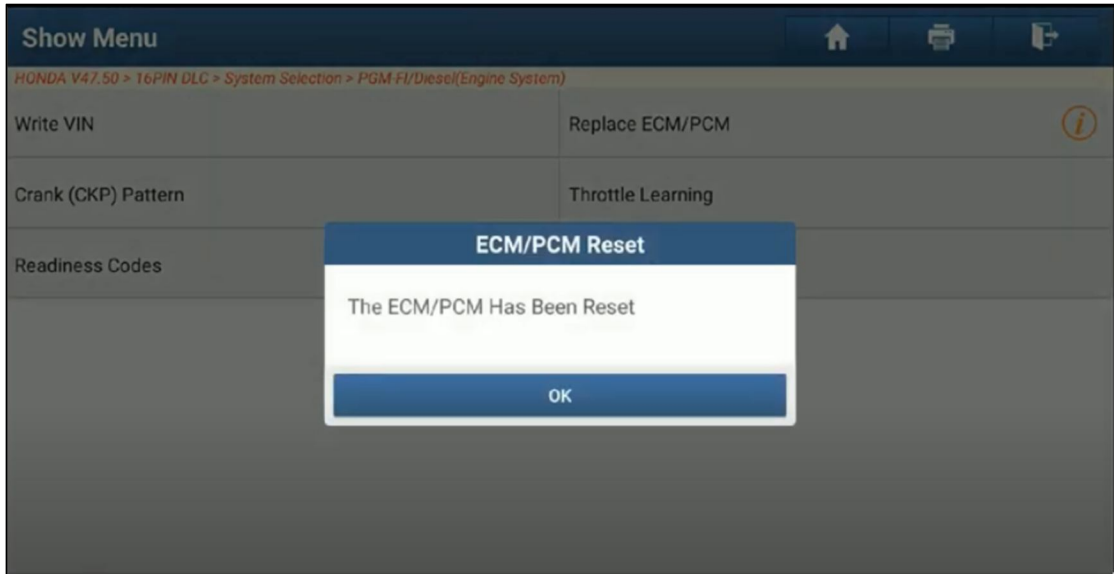 Show Menu
HONDA V47.50 > 16PIN DLC > System Selection > PGM-FI/Diesel(Engine System)
Write VIN
Replace ECM/PCM
i
Crank (CKP) Pattern
Throttle Learning
Readiness Codes
ECM/PCM Reset
The ECM/PCM Has Been Reset
OK